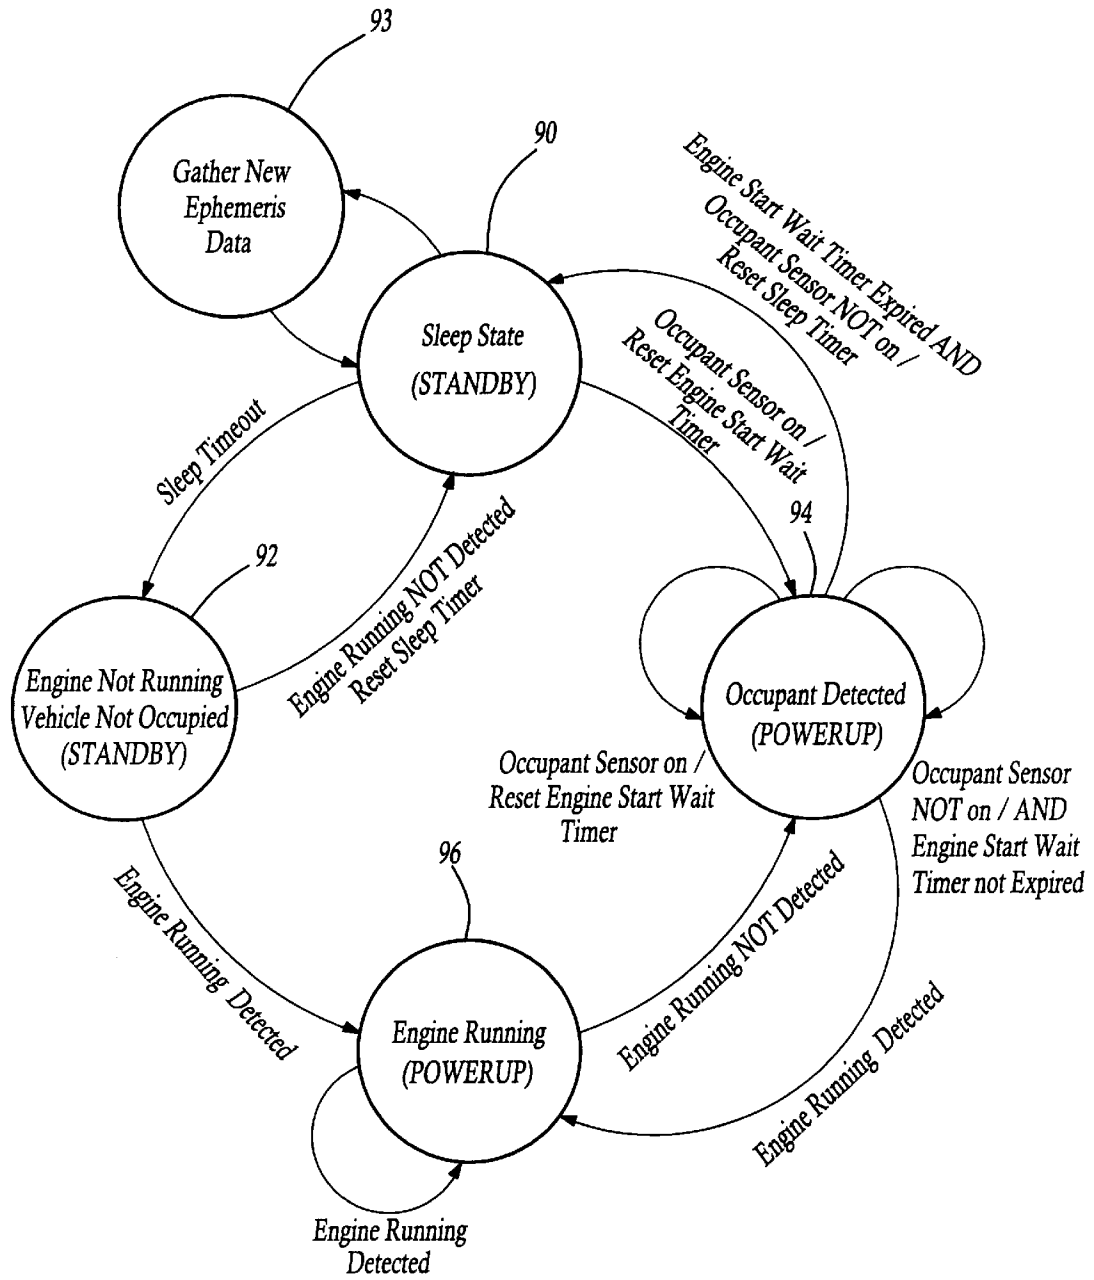 93
90
Gather New
Ephemeris
Data
Engine Start Wait Timer Expired AND
Occupant Sensor NOT on /
Reset Sleep Timer
Sleep State
(STANDBY)
Occupant Sensor on /
Reset Engine Start Wait
Timer
Sleep Timeout
94
92
Engine Running NOT Detected
Reset Sleep Timer
Engine Not Running
Vehicle Not Occupied
(STANDBY)
Occupant Detected
(POWERUP)
Occupant Sensor on /
Reset Engine Start Wait
Timer
Occupant Sensor
NOT on / AND
Engine Start Wait
Timer not Expired
96
Engine Running Detected
Engine Running NOT Detected
Engine Running
(POWERUP)
Engine Running Detected
Engine Running
Detected